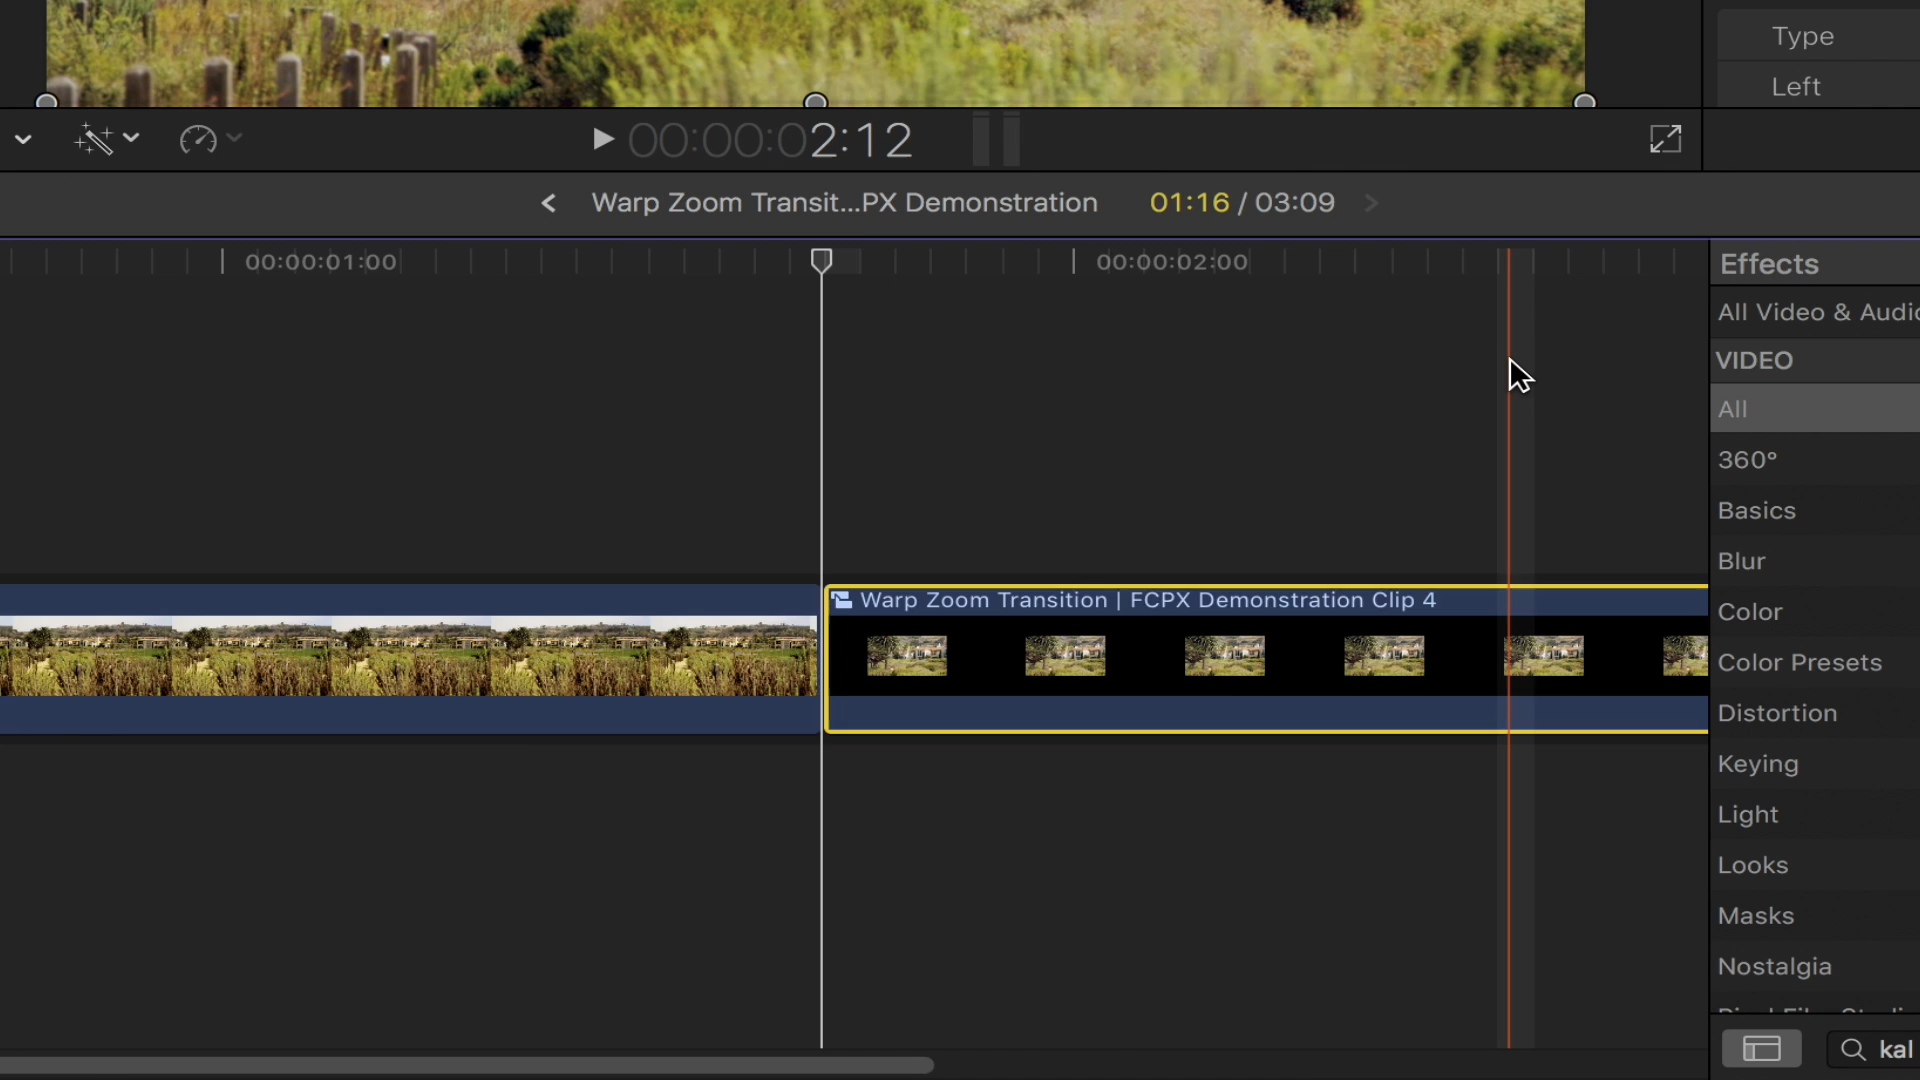 Type
Left
00:00:02:12
Warp Zoom Transit...PX Demonstration 01:16 / 03:09
00:00:01:00 00:00:02:00
Effects
All Video & Audio
VIDEO
All
360°
Basics
Blur
Warp Zoom Transition | FCPX Demonstration Clip 4
Color
Color Presets
Distortion
Keying
Light
Looks
Masks
Nostalgia
kal